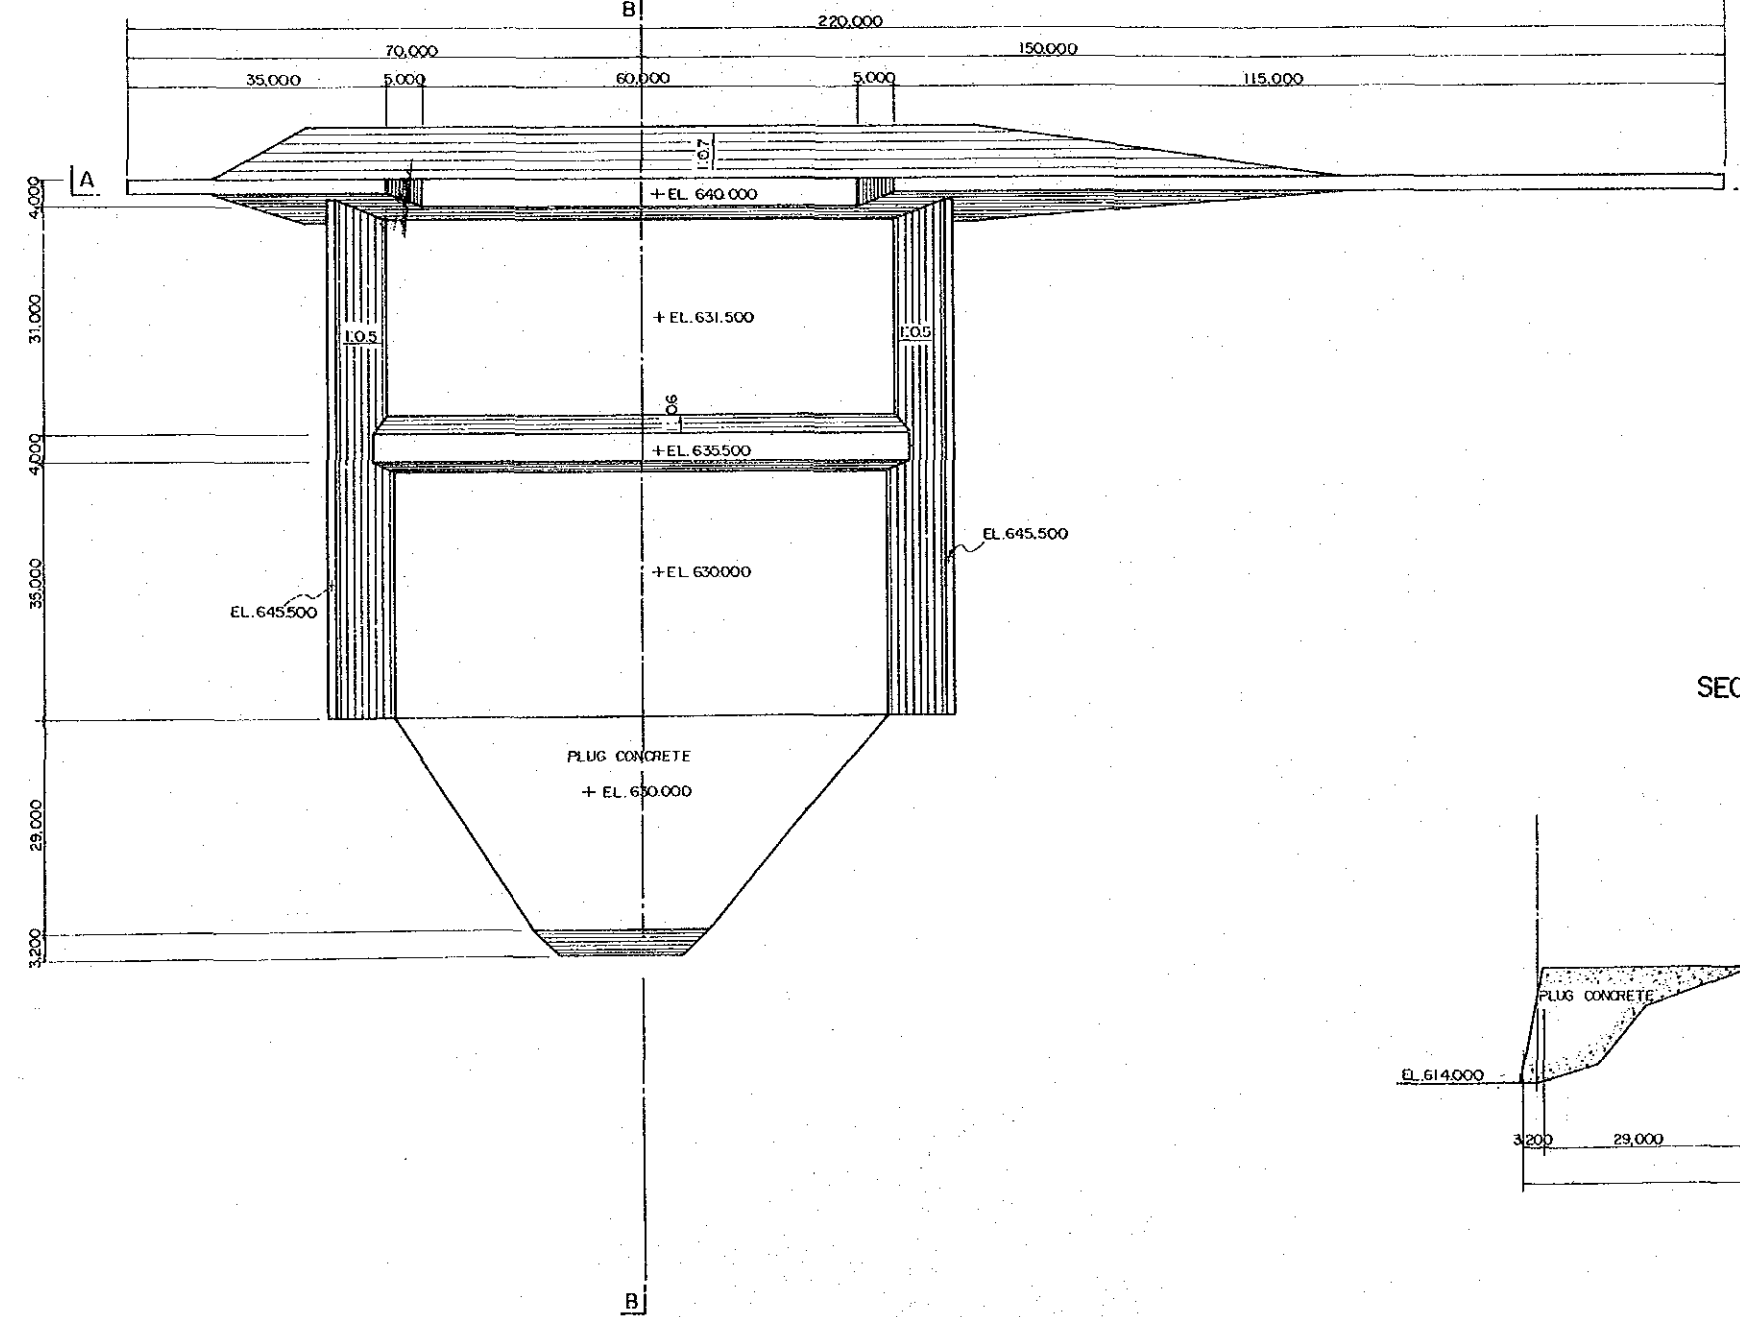 B
220,000
70,000
150,000
35,000
5,000
60,000
5,000
115,000
A
4,000
1:0.7
+ EL. 640.000
31,000
+ EL. 631.500
1:0.5
1:0.5
1:0.6
+ EL. 635.500
4,000
EL. 645.500
35,000
+ EL. 630.000
EL. 645.500
SEC
PLUG CONCRETE
+ EL. 630.000
29,000
3,200
PLUG CONCRETE
EL. 614.000
3,200
29,000
B